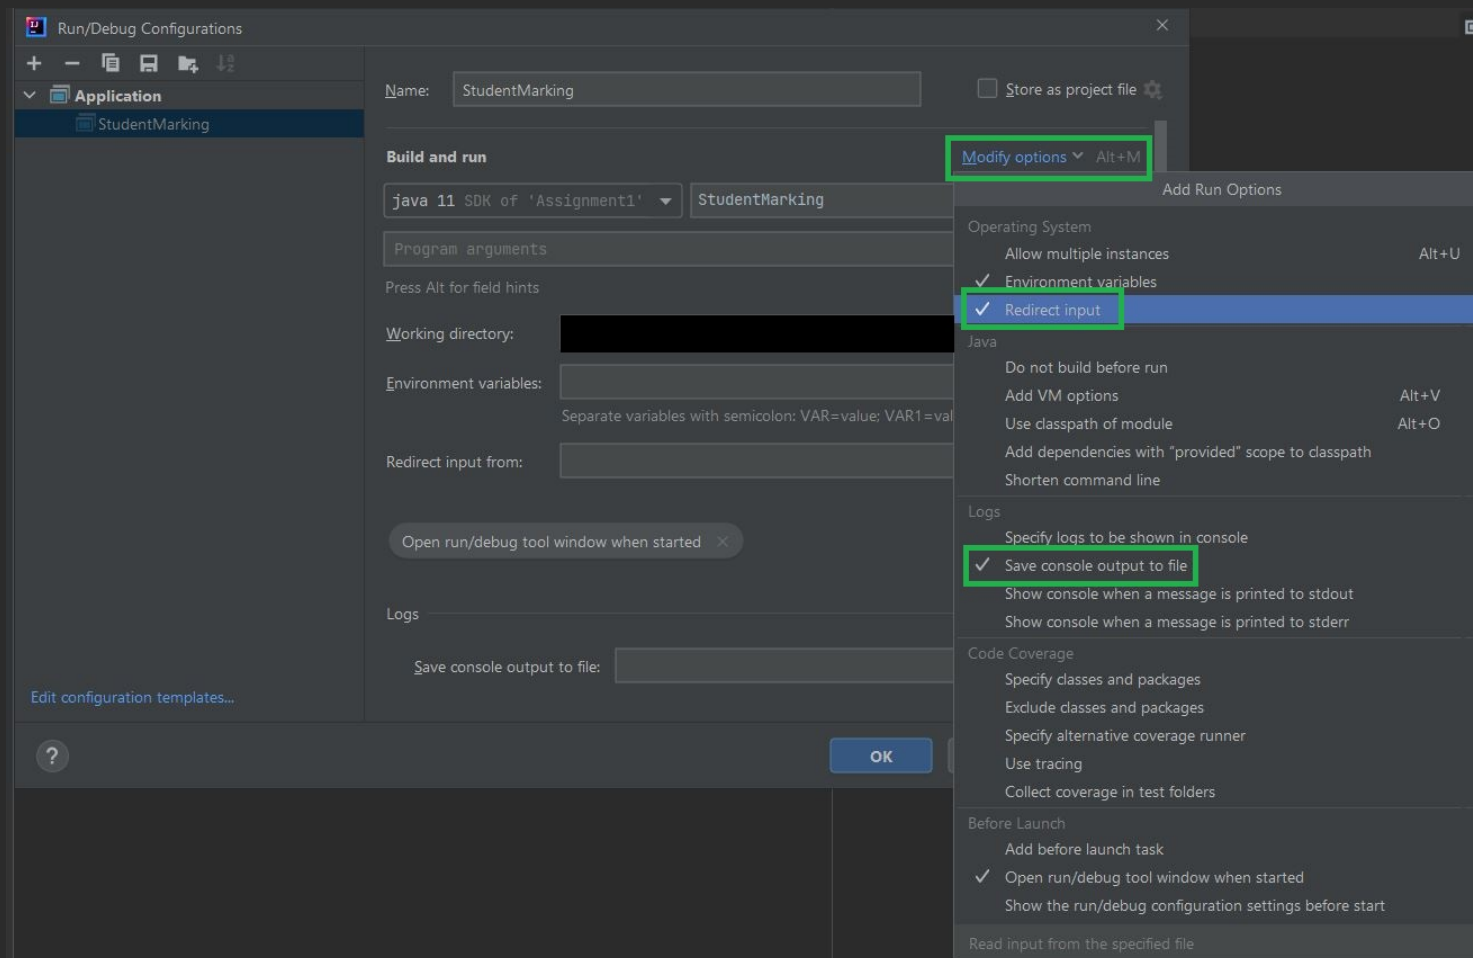 Run/Debug Configurations
Application
StudentMarking
Edit configuration templates...
?
Name: StudentMarking
Store as project file
Build and run
Modify options Alt+M
java 11 SDK of 'Assignment1'
StudentMarking
Program arguments
Press Alt for field hints
Working directory:
Environment variables:
Separate variables with semicolon: VAR=value; VAR1=val
Redirect input from:
Open run/debug tool window when started
Logs
Save console output to file:
OK
Add Run Options
Operating System
Allow multiple instances Alt+U
Environment variables
Redirect input
Java
Do not build before run
Add VM options Alt+V
Use classpath of module Alt+O
Add dependencies with "provided" scope to classpath
Shorten command line
Logs
Specify logs to be shown in console
Save console output to file
Show console when a message is printed to stdout
Show console when a message is printed to stderr
Code Coverage
Specify classes and packages
Exclude classes and packages
Specify alternative coverage runner
Use tracing
Collect coverage in test folders
Before Launch
Add before launch task
Open run/debug tool window when started
Show the run/debug configuration settings before start
Read input from the specified file